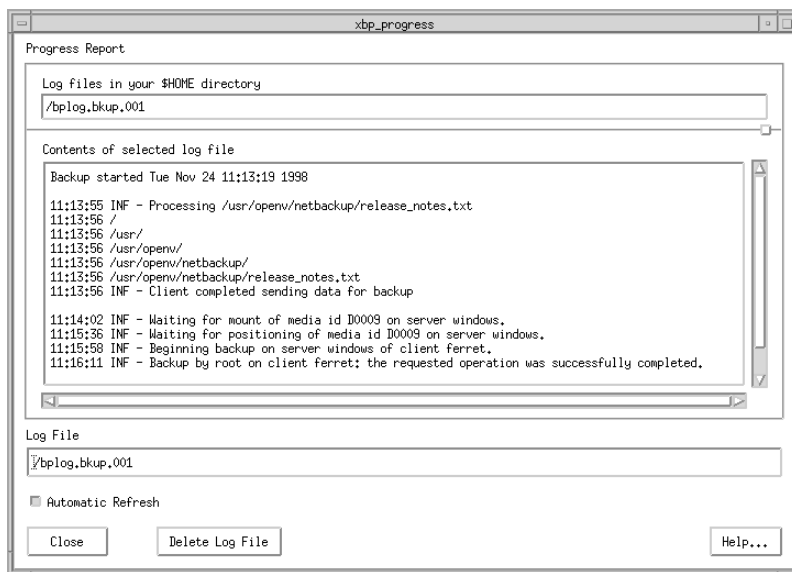 xbp_progress
Progress Report
Log files in your $HOME directory
/bplog.bkup.001
Contents of selected log file
Backup started Tue Nov 24 11:13:19 1998
11:13:55 INF - Processing /usr/openv/netbackup/release_notes.txt
11:13:56 /
11:13:56 /usr/
11:13:56 /usr/openv/
11:13:56 /usr/openv/netbackup/
11:13:56 /usr/openv/netbackup/release_notes.txt
11:13:56 INF - Client completed sending data for backup
11:14:02 INF - Waiting for mount of media id D0009 on server windows.
11:15:36 INF - Waiting for positioning of media id D0009 on server windows.
11:15:58 INF - Beginning backup on server windows of client ferret.
11:16:11 INF - Backup by root on client ferret: the requested operation was successfully completed.
Log File
/bplog.bkup.001
Automatic Refresh
Close
Delete Log File
Help...